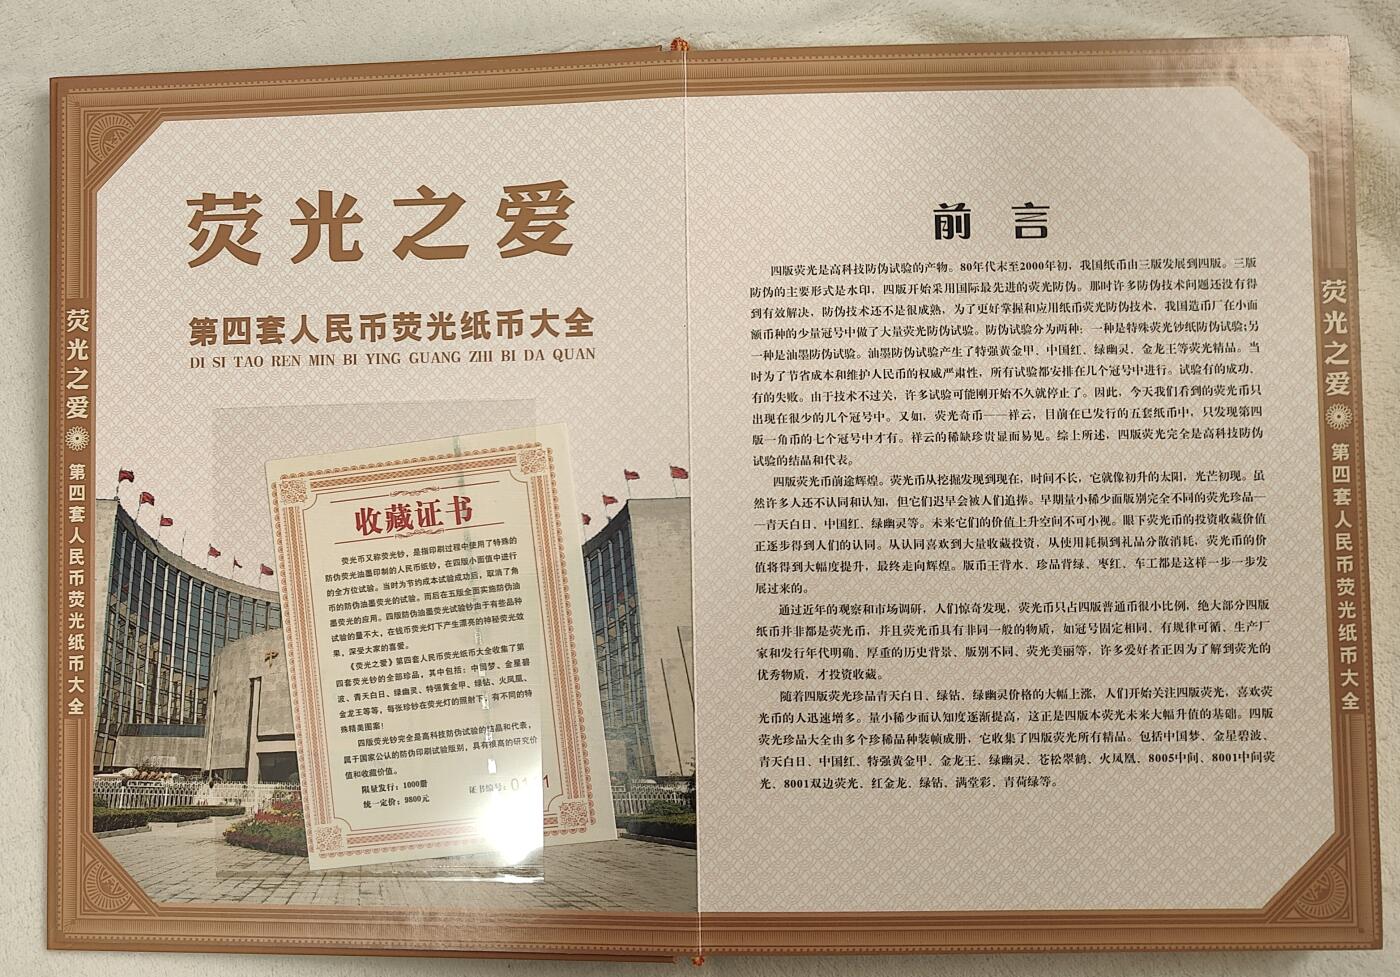 荧光之爱
第四套人民币荧光纸币大全
荧光之爱
第四套人民币荧光纸币大全
DI SI TAO REN MIN BI YING GUANG ZHI BI DA QUAN
收藏证书
荧光币又称荧光钞，是指印刷过程中使用了特殊的
防伪荧光油墨印制的人民币纸钞，在四版小面值中进行
的全方位试验。当时为节约成本试验成功后，取消了角
币的防伪油墨荧光的试验。而后在五版全面实施防伪油
墨荧光的应用。四版防伪油墨荧光试验钞由于有些品种
试验的量不大，在钱币荧光灯下产生漂亮的神秘荧光效
果，深受大家的喜爱。
《荧光之爱》第四套人民币荧光纸币大全收集了第
四套荧光钞的全部珍品，其中包括：中国梦、金星碧
波、青天白日、绿幽灵、特强黄金甲、绿钻、火凤凰、
金龙王等等，每张珍钞在荧光灯的照射下，有不同的特
殊精美图案！
四版荧光钞完全是高科技防伪试验的结晶和代表，
属于国家公认的防伪印刷试验版别，具有很高的研究价
值和收藏价值。
限量发行：1000册
统一定价：9800元
证书编号：
前言
四版荧光是高科技防伪试验的产物。80年代末至2000年初，我国纸币由三版发展到四版。三版
防伪的主要形式是水印，四版开始采用国际最先进的荧光防伪。那时许多防伪技术问题还没有得
到有效解决，防伪技术还不是很成熟，为了更好掌握和应用纸币荧光防伪技术，我国造币厂在小面
额币种的少量冠号中做了大量荧光防伪试验。防伪试验分为两种：一种是特殊荧光钞纸防伪试验;另
一种是油墨防伪试验。油墨防伪试验产生了特强黄金甲、中国红、绿幽灵、金龙王等荧光精品。当
时为了节省成本和维护人民币的权威严肃性，所有试验都安排在几个冠号中进行。试验有的成功、
有的失败。由于技术不过关，许多试验可能刚开始不久就停止了。因此，今天我们看到的荧光币只
出现在很少的几个冠号中。又如，荧光奇币——祥云，目前在已发行的五套纸币中，只发现第四
版一角币的七个冠号中才有。祥云的稀缺珍贵显而易见。综上所述，四版荧光完全是高科技防伪
试验的结晶和代表。
四版荧光币前途辉煌。荧光币从挖掘发现到现在，时间不长，它就像初升的太阳，光芒初现。虽
然许多人还不认同和认知，但它们迟早会被人们追捧。早期量小稀少面版别完全不同的荧光珍品—
—青天白日、中国红、绿幽灵等。未来它们的价值上升空间不可小视。眼下荧光币的投资收藏价值
正逐步得到人们的认同。从认同喜欢到大量收藏投资，从使用耗损到礼品分散消耗，荧光币的价
值将得到大幅度提升，最终走向辉煌。版币王背水、珍品背绿、枣红、车工都是这样一步一步发
展过来的。
通过近年的观察和市场调研，人们惊奇发现，荧光币只占四版普通币很小比例，绝大部分四版
纸币并非都是荧光币，并且荧光币具有非同一般的物质，如冠号固定相同、有规律可循、生产厂
家和发行年代明确、厚重的历史背景、版别不同、荧光美丽等，许多爱好者正因为了解到荧光的
优秀物质，才投资收藏。
随着四版荧光珍品青天白日、绿钻、绿幽灵价格的大幅上涨，人们开始关注四版荧光，喜欢荧
光币的人迅速增多。量小稀少而认知度逐渐提高，这正是四版本荧光未来大幅升值的基础。四版
荧光珍品大全由多个珍稀品种装帧成册，它收集了四版荧光所有精品。包括中国梦、金星碧波、
青天白日、中国红、特强黄金甲、金龙王、绿幽灵、苍松翠鹤、火凤凰、8005中间、8001中间荧
光、8001双边荧光、红金龙、绿钻、满堂彩、青荷绿等。
荧光之爱
第四套人民币荧光纸币大全